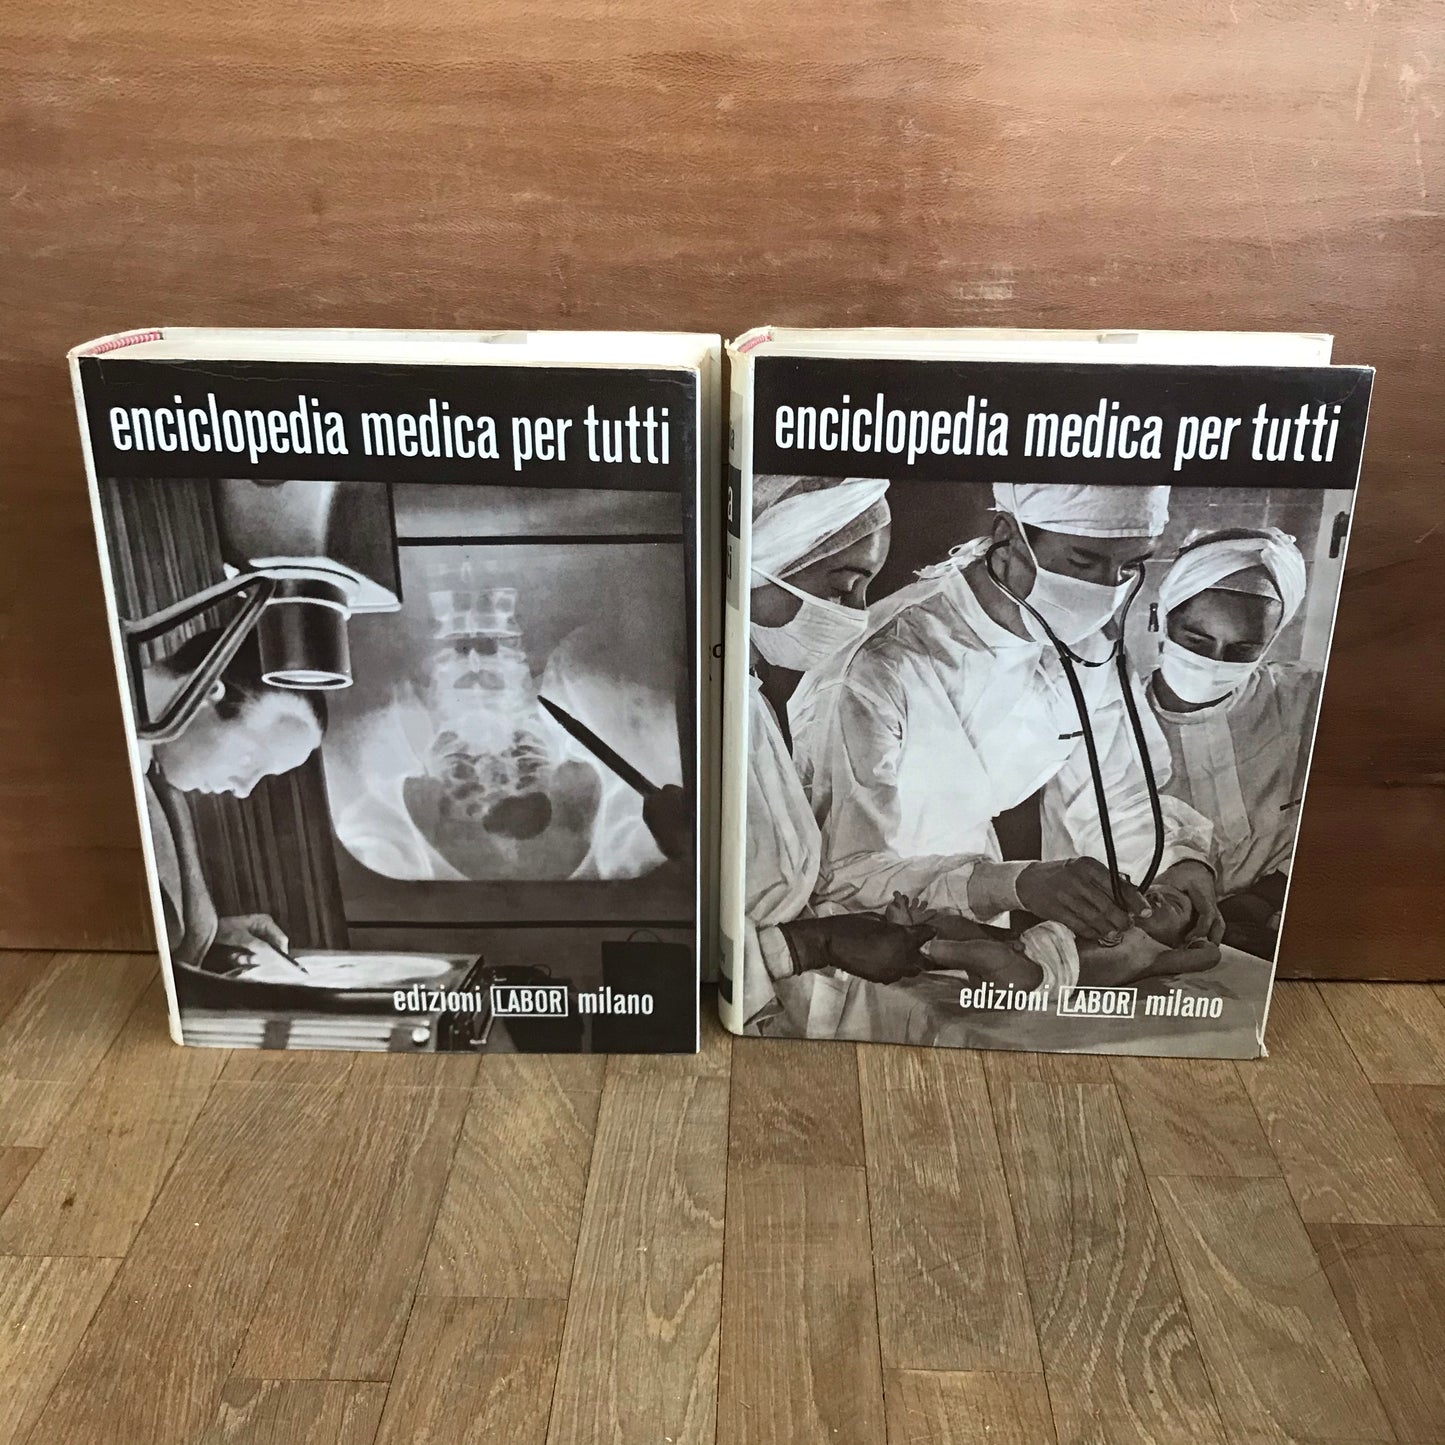 enciclopedia medica per tutti
edizioni LABOR milano
enciclopedia medica per tutti
edizioni LABOR milano